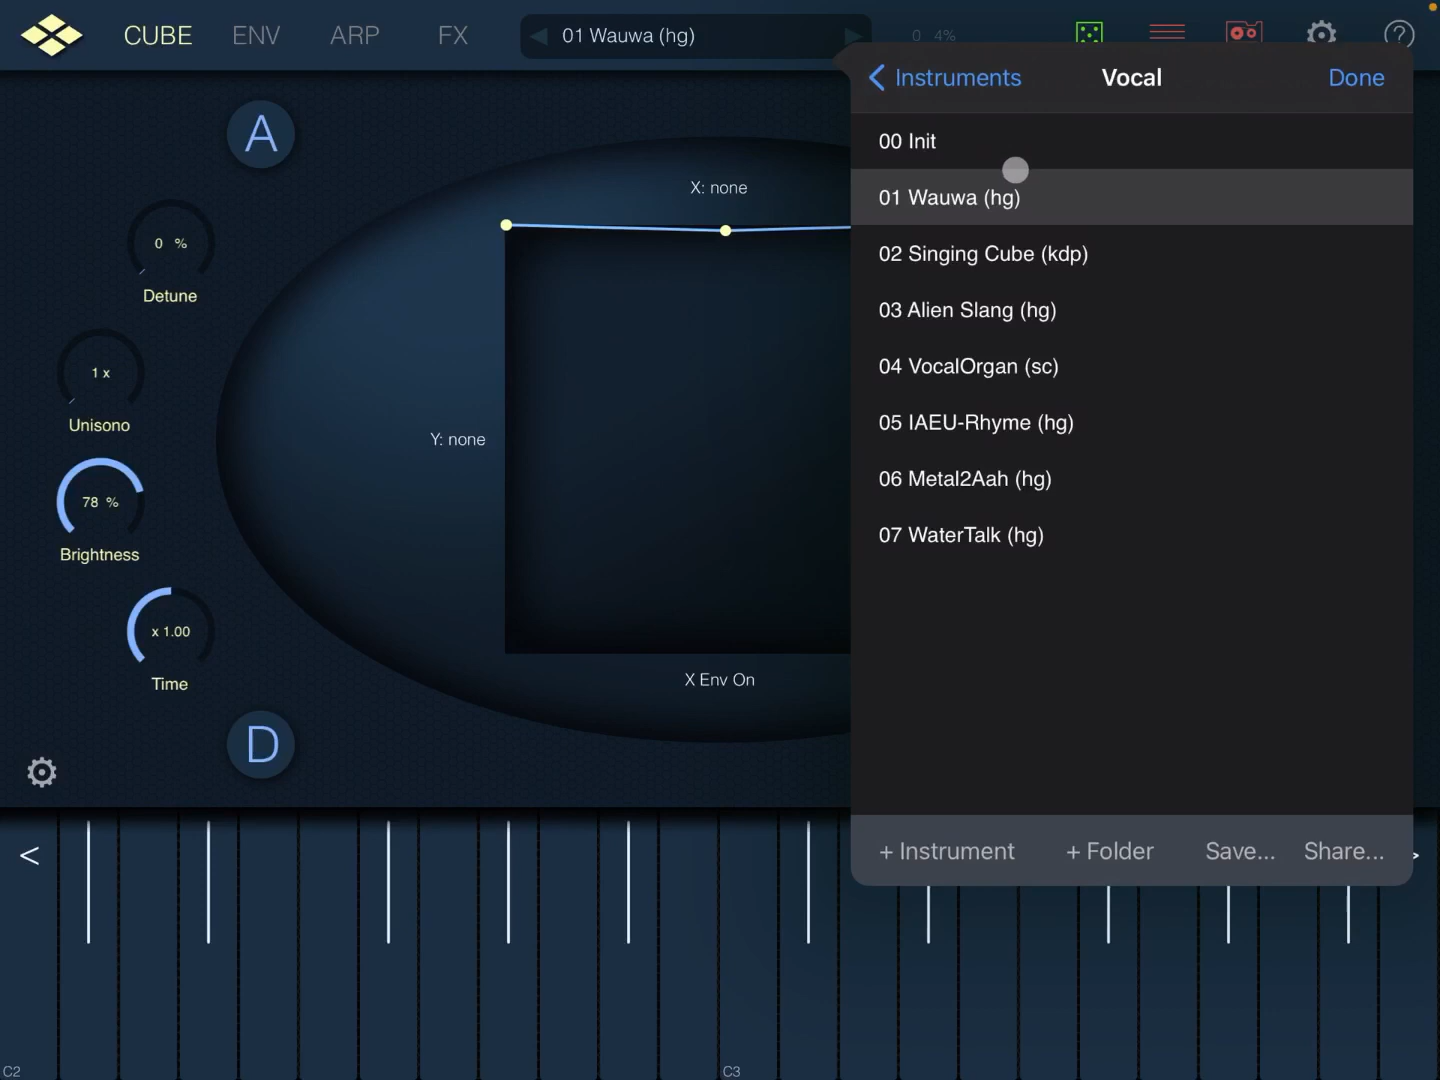 CUBE ENV ARP FX 01 Wauwa (hg) 0 4%
Instruments Vocal Done
A
00 Init
01 Wauwa (hg)
02 Singing Cube (kdp)
03 Alien Slang (hg)
04 VocalOrgan (sc)
05 IAEU-Rhyme (hg)
06 Metal2Aah (hg)
07 WaterTalk (hg)
X: none
0 %
Detune
1 x
Unisono
Y: none
78 %
Brightness
x 1.00
Time
X Env On
D
+ Instrument + Folder Save... Share...
< >
C2 C3